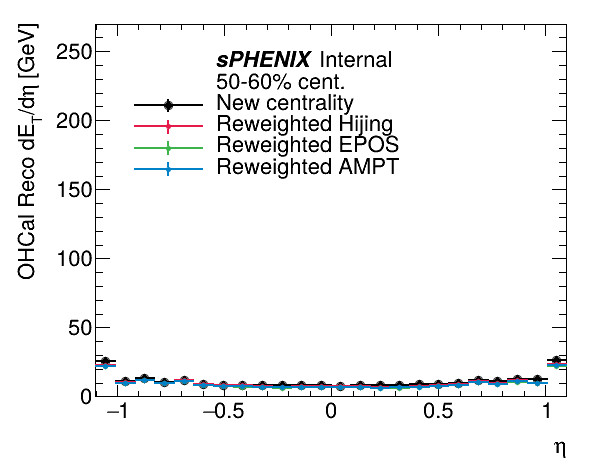 OHCal Reco dE_T/dη [GeV]
250
200
150
100
50
0
sPHENIX Internal
50-60% cent.
New centrality
Reweighted Hijing
Reweighted EPOS
Reweighted AMPT
−1 −0.5 0 0.5 1
η